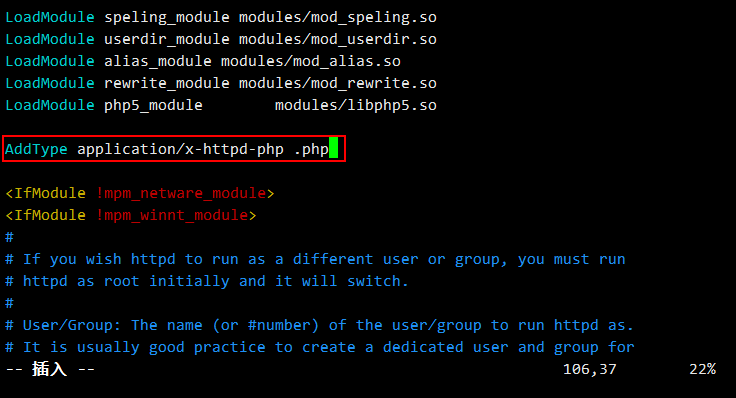 LoadModule speling_module modules/mod_speling.so
LoadModule userdir_module modules/mod_userdir.so
LoadModule alias_module modules/mod_alias.so
LoadModule rewrite_module modules/mod_rewrite.so
LoadModule php5_module        modules/libphp5.so
AddType application/x-httpd-php .php
<IfModule !mpm_netware_module>
<IfModule !mpm_winnt_module>
#
# If you wish httpd to run as a different user or group, you must run
# httpd as root initially and it will switch.
#
# User/Group: The name (or #number) of the user/group to run httpd as.
# It is usually good practice to create a dedicated user and group for
-- 插入 -- 106,37 22%